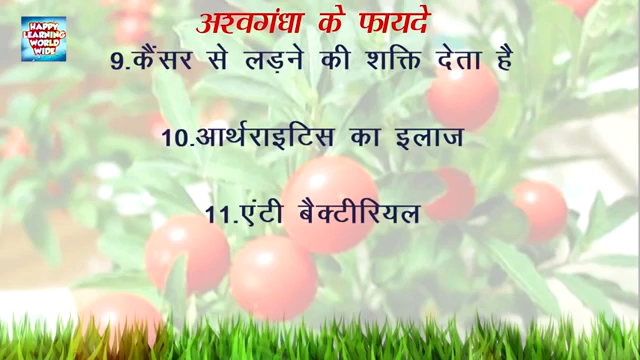 HAPPY
LEARNING
WORLD
WIDE
अश्वगंधा के फायदे
9.कैंसर से लड़ने की शक्ति देता है
10.आर्थराइटिस का इलाज
11.एंटी बैक्टीरियल